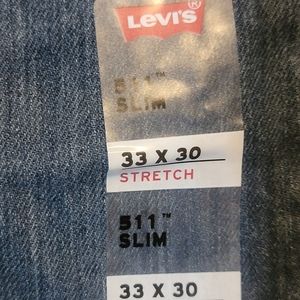 Levi's®
511™
SLIM
33 X 30
STRETCH
511™
SLIM
33 X 30